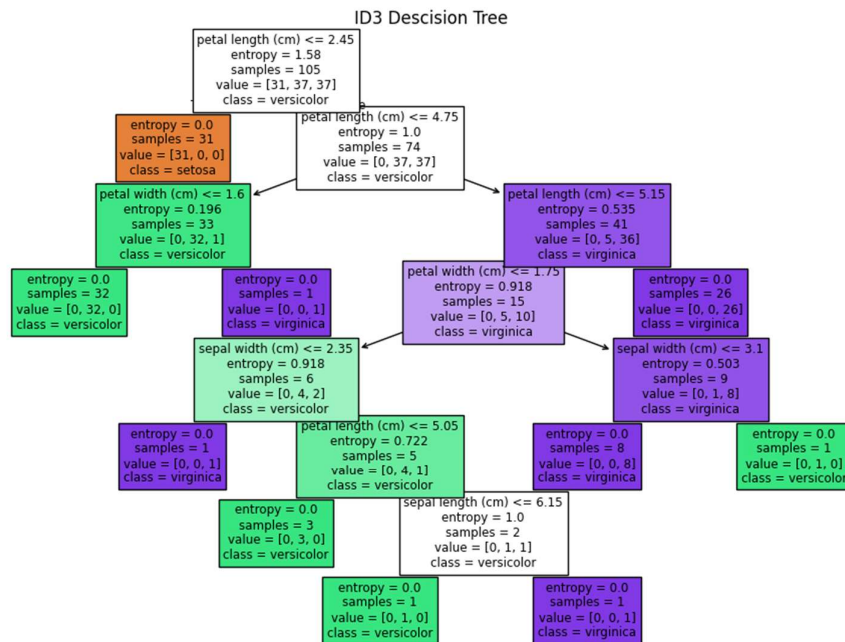 ID3 Descision Tree
petal length (cm) <= 2.45
entropy = 1.58
samples = 105
value = [31, 37, 37]
class = versicolor
entropy = 0.0
samples = 31
value = [31, 0, 0]
class = setosa
petal length (cm) <= 4.75
entropy = 1.0
samples = 74
value = [0, 37, 37]
class = versicolor
petal width (cm) <= 1.6
entropy = 0.196
samples = 33
value = [0, 32, 1]
class = versicolor
petal length (cm) <= 5.15
entropy = 0.535
samples = 41
value = [0, 5, 36]
class = virginica
entropy = 0.0
samples = 32
value = [0, 32, 0]
class = versicolor
entropy = 0.0
samples = 1
value = [0, 0, 1]
class = virginica
petal width (cm) <= 1.75
entropy = 0.918
samples = 15
value = [0, 5, 10]
class = virginica
entropy = 0.0
samples = 26
value = [0, 0, 26]
class = virginica
sepal width (cm) <= 2.35
entropy = 0.918
samples = 6
value = [0, 4, 2]
class = versicolor
sepal width (cm) <= 3.1
entropy = 0.503
samples = 9
value = [0, 1, 8]
class = virginica
entropy = 0.0
samples = 1
value = [0, 0, 1]
class = virginica
petal length (cm) <= 5.05
entropy = 0.722
samples = 5
value = [0, 4, 1]
class = versicolor
entropy = 0.0
samples = 8
value = [0, 0, 8]
class = virginica
entropy = 0.0
samples = 1
value = [0, 1, 0]
class = versicolor
entropy = 0.0
samples = 3
value = [0, 3, 0]
class = versicolor
sepal length (cm) <= 6.15
entropy = 1.0
samples = 2
value = [0, 1, 1]
class = versicolor
entropy = 0.0
samples = 1
value = [0, 1, 0]
class = versicolor
entropy = 0.0
samples = 1
value = [0, 0, 1]
class = virginica